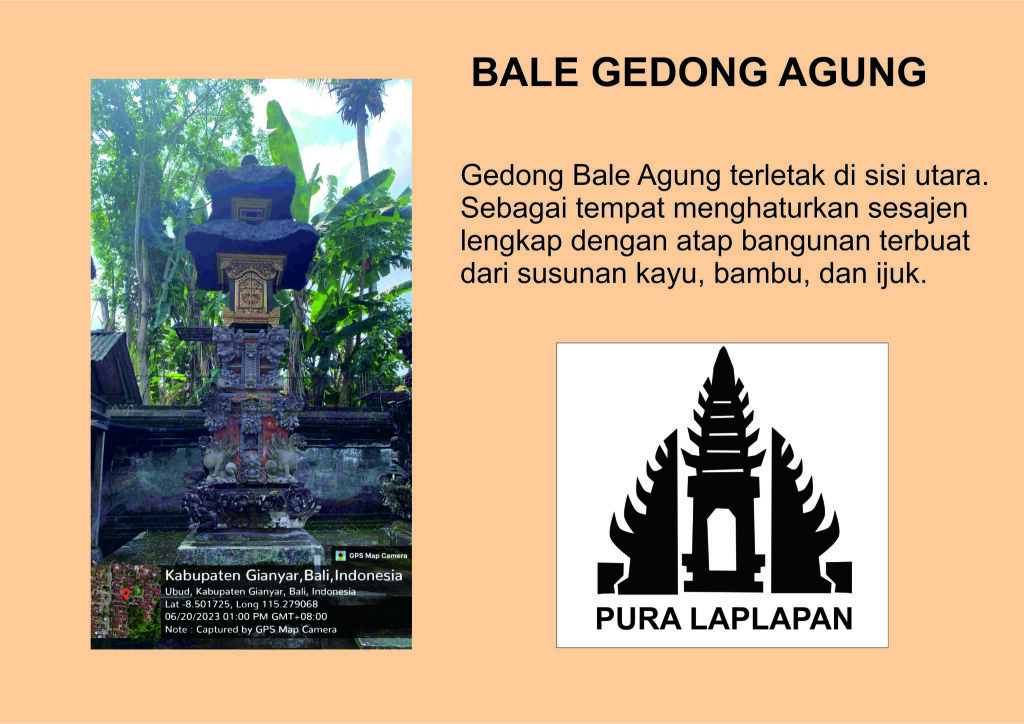 BALE GEDONG AGUNG
Gedong Bale Agung terletak di sisi utara.
Sebagai tempat menghaturkan sesajen
lengkap dengan atap bangunan terbuat
dari susunan kayu, bambu, dan ijuk.
GPS Map Camera
Kabupaten Gianyar,Bali,Indonesia
Ubud, Kabupaten Gianyar, Bali, Indonesia
Lat -8.501725, Long 115.279068
06/20/2023 01:00 PM GMT+08:00
Note : Captured by GPS Map Camera
PURA LAPLAPAN